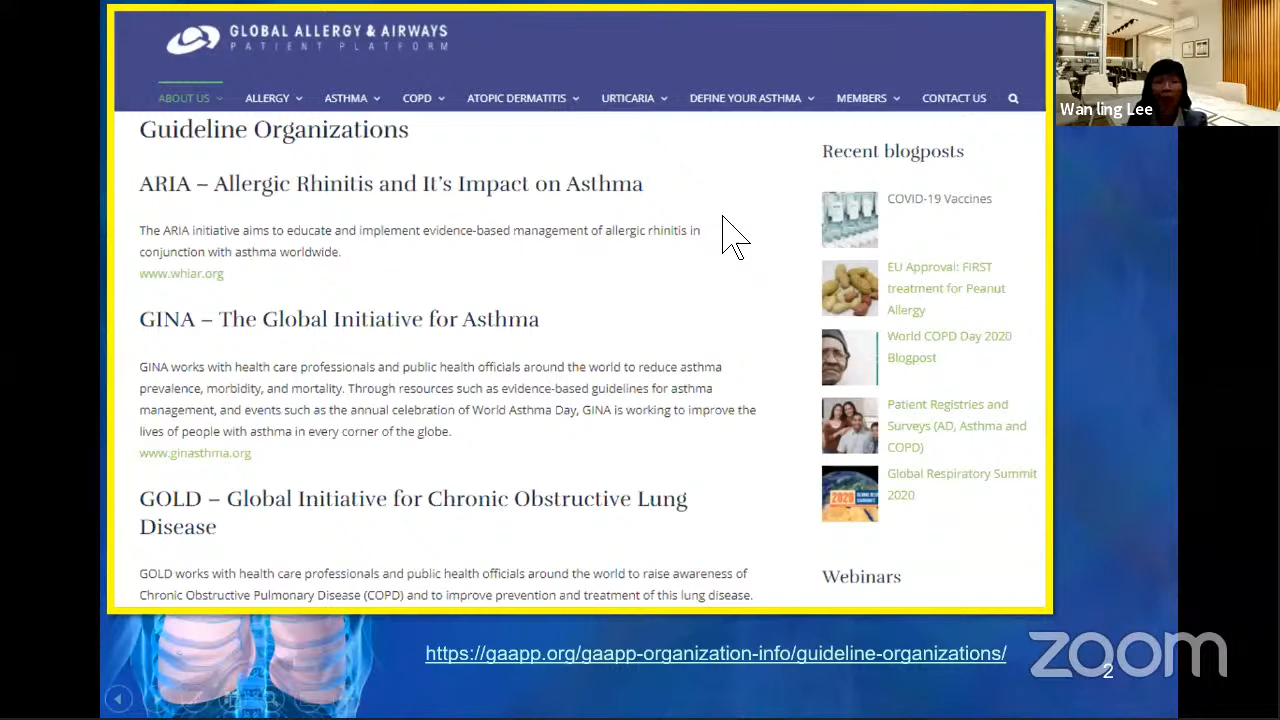 GLOBAL ALLERGY & AIRWAYS
PATIENT PLATFORM
ABOUT US ALLERGY ASTHMA COPD ATOPIC DERMATITIS URTICARIA DEFINE YOUR ASTHMA MEMBERS CONTACT US
Guideline Organizations
ARIA – Allergic Rhinitis and It's Impact on Asthma
The ARIA initiative aims to educate and implement evidence-based management of allergic rhinitis in
conjunction with asthma worldwide.
www.whiar.org
GINA – The Global Initiative for Asthma
GINA works with health care professionals and public health officials around the world to reduce asthma
prevalence, morbidity, and mortality. Through resources such as evidence-based guidelines for asthma
management, and events such as the annual celebration of World Asthma Day, GINA is working to improve the
lives of people with asthma in every corner of the globe.
www.ginasthma.org
GOLD – Global Initiative for Chronic Obstructive Lung
Disease
GOLD works with health care professionals and public health officials around the world to raise awareness of
Chronic Obstructive Pulmonary Disease (COPD) and to improve prevention and treatment of this lung disease.
Recent blogposts
COVID-19 Vaccines
EU Approval: FIRST
treatment for Peanut
Allergy
World COPD Day 2020
Blogpost
Patient Registries and
Surveys (AD, Asthma and
COPD)
Global Respiratory Summit
2020
Webinars
Wan ling Lee
https://gaapp.org/gaapp-organization-info/guideline-organizations/
2
zoom